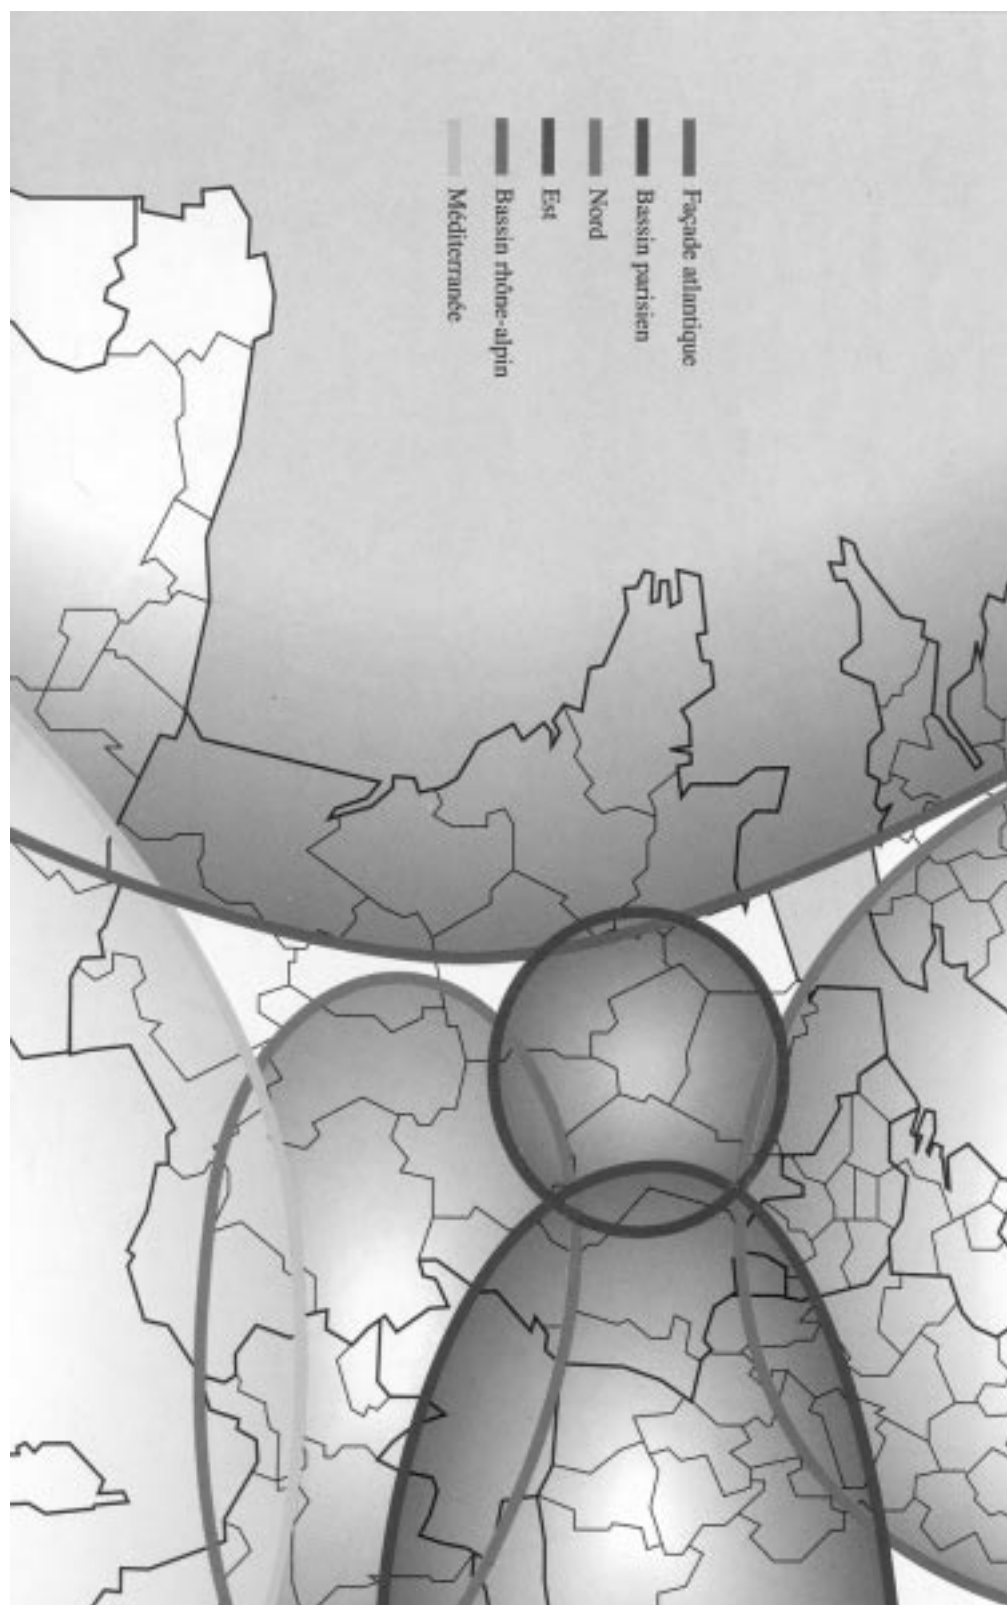 Façade atlantique
Bassin parisien
Nord
Est
Bassin rhône-alpin
Méditerranée